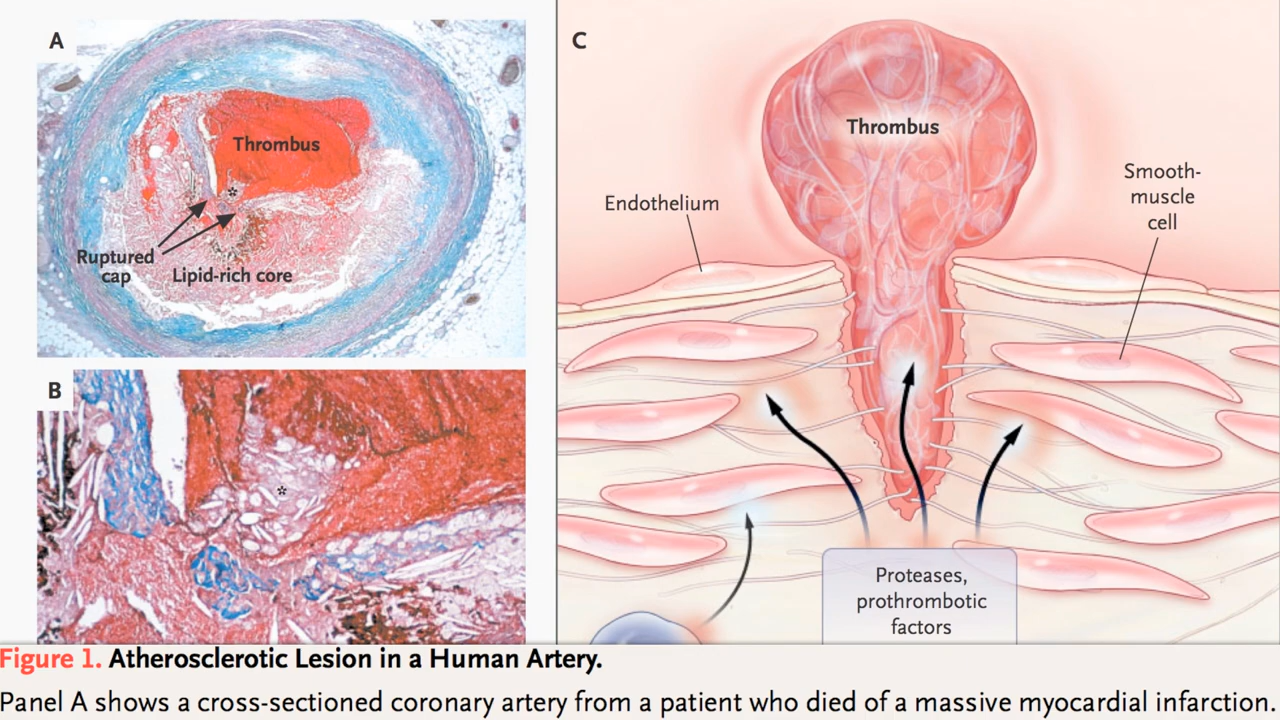 A
Thrombus
*
Ruptured
cap
Lipid-rich core
B
*
C
Thrombus
Endothelium
Smooth-
muscle
cell
Proteases,
prothrombotic
factors
Figure 1. Atherosclerotic Lesion in a Human Artery.
Panel A shows a cross-sectioned coronary artery from a patient who died of a massive myocardial infarction.